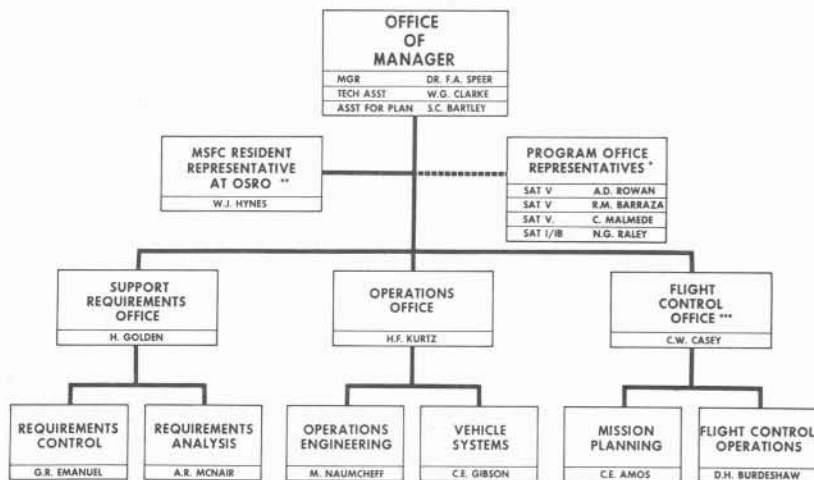 OFFICE
OF
MANAGER
MGR DR. F.A. SPEER
TECH ASST W.G. CLARKE
ASST FOR PLAN S.C. BARTLEY
MSFC RESIDENT
REPRESENTATIVE
AT OSRO **
W.J. HYNES
PROGRAM OFFICE
REPRESENTATIVES *
SAT V A.D. ROWAN
SAT V R.M. BARRAZA
SAT V. C. MALMEDE
SAT I/IB N.G. RALEY
SUPPORT
REQUIREMENTS
OFFICE
H. GOLDEN
OPERATIONS
OFFICE
H.F. KURTZ
FLIGHT
CONTROL
OFFICE ***
C.W. CASEY
REQUIREMENTS
CONTROL
G.R. EMANUEL
REQUIREMENTS
ANALYSIS
A.R. MCNAIR
OPERATIONS
ENGINEERING
M. NAUMCHEFF
VEHICLE
SYSTEMS
C.E. GIBSON
MISSION
PLANNING
C.E. AMOS
FLIGHT CONTROL
OPERATIONS
D.H. BURDESHAW